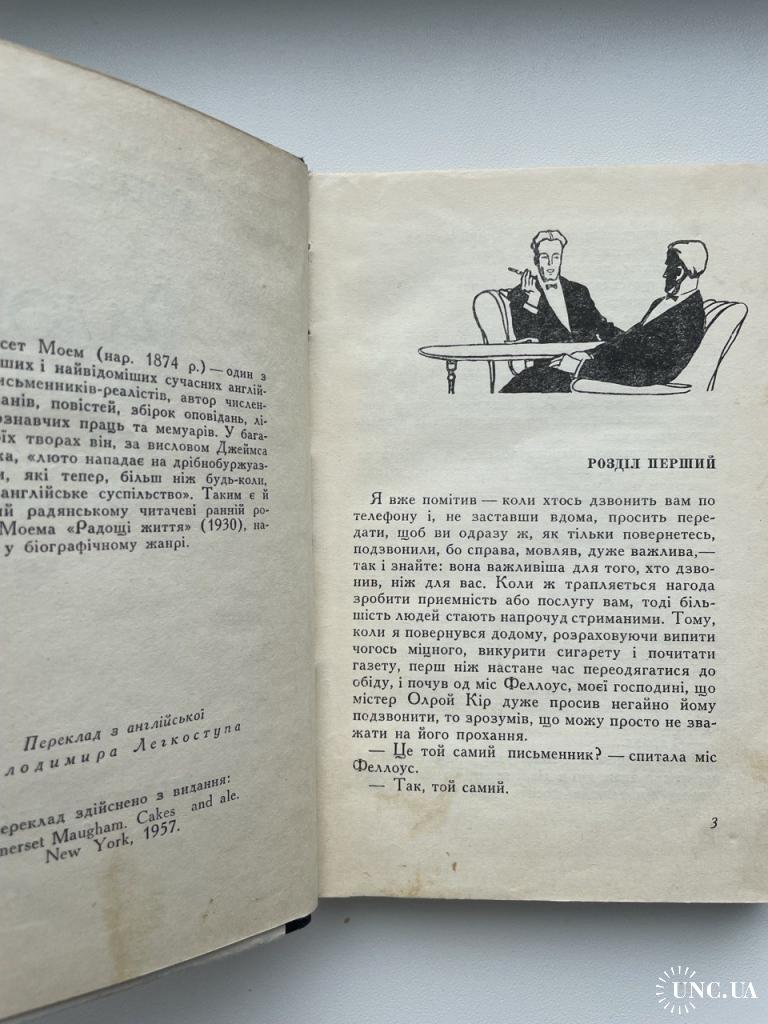 сет Моем (нар. 1874 р.) — один з
ших і найвідоміших сучасних англій-
письменників-реалістів, автор числен-
анів, повістей, збірок оповідань, лі-
ознавчих праць та мемуарів. У бага-
їх творах він, за висловом Джеймса
ка, «люто нападає на дрібнобуржуаз-
и, які тепер, більш ніж будь-коли,
англійське суспільство». Таким є й
ий радянському читачеві ранній ро-
Моема «Радощі життя» (1930), на-
у біографічному жанрі.
Переклад з англійської
лодимира Легкоступа
ереклад здійснено з видання:
merset Maugham. Cakes and ale.
New York, 1957.
РОЗДІЛ ПЕРШИЙ
Я вже помітив — коли хтось дзвонить вам по
телефону і, не заставши вдома, просить пере-
дати, щоб ви одразу ж, як тільки повернетесь,
подзвонили, бо справа, мовляв, дуже важлива,—
так і знайте: вона важливіша для того, хто дзво-
нив, ніж для вас. Коли ж трапляється нагода
зробити приємність або послугу вам, тоді біль-
шість людей стають напрочуд стриманими. Тому,
коли я повернувся додому, розраховуючи випити
чогось міцного, викурити сигарету і почитати
газету, перш ніж настане час переодягатися до
обіду, і почув од міс Феллоус, моєї господині, що
містер Олрой Кір дуже просив негайно йому
подзвонити, то зрозумів, що можу просто не зва-
жати на його прохання.
— Це той самий письменник? — спитала міс
Феллоус.
— Так, той самий.
3
UNC.UA